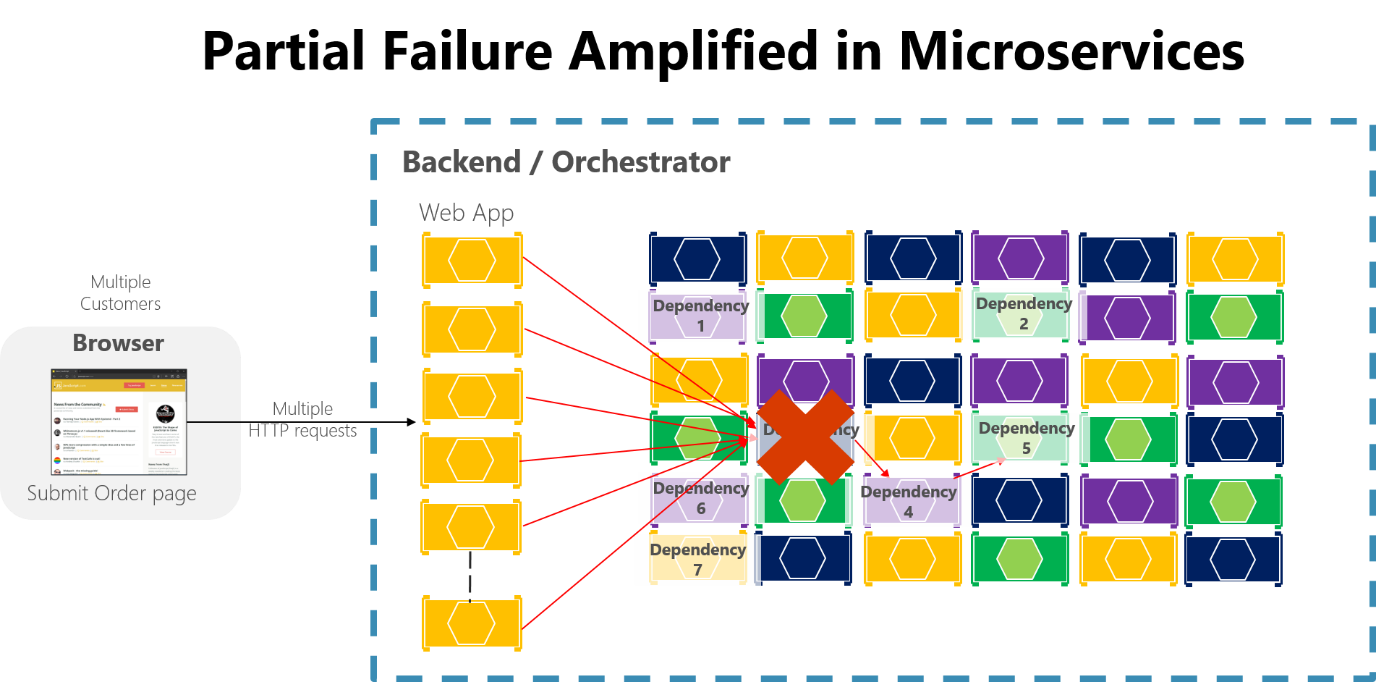 Partial Failure Amplified in Microservices
Backend / Orchestrator
Web App
Multiple
Customers
Browser
Submit Order page
Multiple
HTTP requests
Dependency
1
Dependency
2
Dependency
5
Dependency
6
Dependency
4
Dependency
7